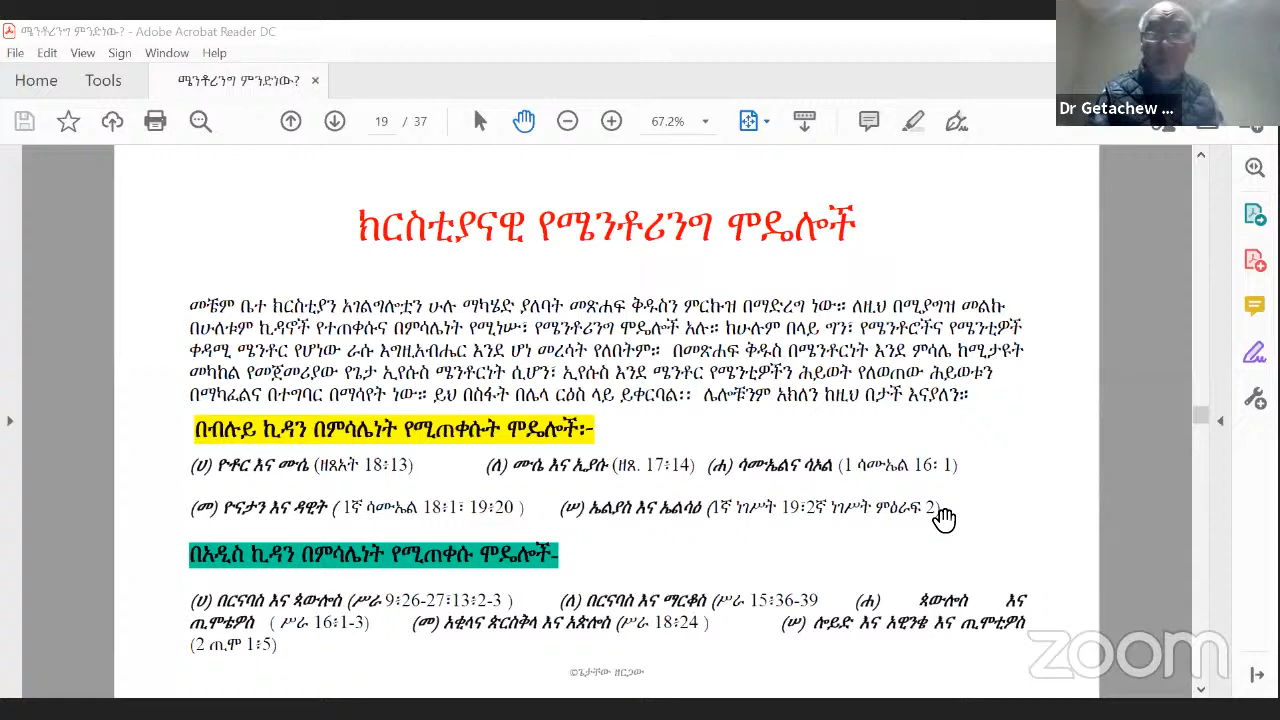 ሜንቶሪንግ ምንድነው? - Adobe Acrobat Reader DC
File Edit View Sign Window Help
Home Tools ሜንቶሪንግ ምንድነው? ×
19 / 37 67.2%
Dr Getachew ...
ክርስቲያናዊ የሜንቶሪንግ ሞዴሎች
መቼም ቤተ ክርስቲያን አገልግሎቷን ሁሉ ማካሄድ ያለባት መጽሐፍ ቅዱስን ምርኩዝ በማድረግ ነው። ለዚህ በሚያግዝ መልኩ
በሁለቱም ኪዳኖች የተጠቀሱና በምሳሌነት የሚነሡ፣ የሜንቶሪንግ ሞዴሎች አሉ። ከሁሉም በላይ ግን፣ የሜንቶሮችና የሜንቲዎች
ቀዳሚ ሜንቶር የሆነው ራሱ እግዚአብሔር እንደ ሆነ መረሳት የለበትም። በመጽሐፍ ቅዱስ በሜንቶርነት እንደ ምሳሌ ከሚታዩት
መካከል የመጀመሪያው የጌታ ኢየሱስ ሜንቶርነት ሲሆን፣ ኢየሱስ እንደ ሜንቶር የሜንቲዎችን ሕይወት የለወጠው ሕይወቱን
በማካፈልና በተግባር በማሳየት ነው። ይህ በስፋት በሌላ ርዕስ ላይ ይቀርባል፡፡ ሌሎቹንም አክለን ከዚህ በታች እናያለን።
በብሉይ ኪዳን በምሳሌነት የሚጠቀሱት ሞዴሎች፡-
(ሀ) ዮቶር እና ሙሴ (ዘጸአት 18፥13) (ለ) ሙሴ እና ኢያሱ (ዘጸ. 17፥14) (ሐ) ሳሙኤልና ሳኦል (1 ሳሙኤል 16፡ 1)
(መ) ዮናታን እና ዳዊት ( 1ኛ ሳሙኤል 18፥1፣ 19፥20 ) (ሠ) ኤልያስ እና ኤልሳዕ (1ኛ ነገሥት 19፣2ኛ ነገሥት ምዕራፍ 2)
በአዲስ ኪዳን በምሳሌነት የሚጠቀሱ ሞዴሎች-
(ሀ) በርናባስ እና ጳውሎስ (ሥራ 9፥26-27፣13፥2-3 ) (ለ) በርናባስ እና ማርቆስ (ሥራ 15፥36-39 (ሐ) ጳውሎስ እና
ጢሞቴዎስ ( ሥራ 16፥1-3) (መ) አቂላና ጵርስቅላ እና አጵሎስ (ሥራ 18፥24 ) (ሠ) ሎይድ እና አዊንቄ እና ጢሞቲዎስ
(2 ጢሞ 1፥5)
©ጌታቸው ዘርጋው
zoom